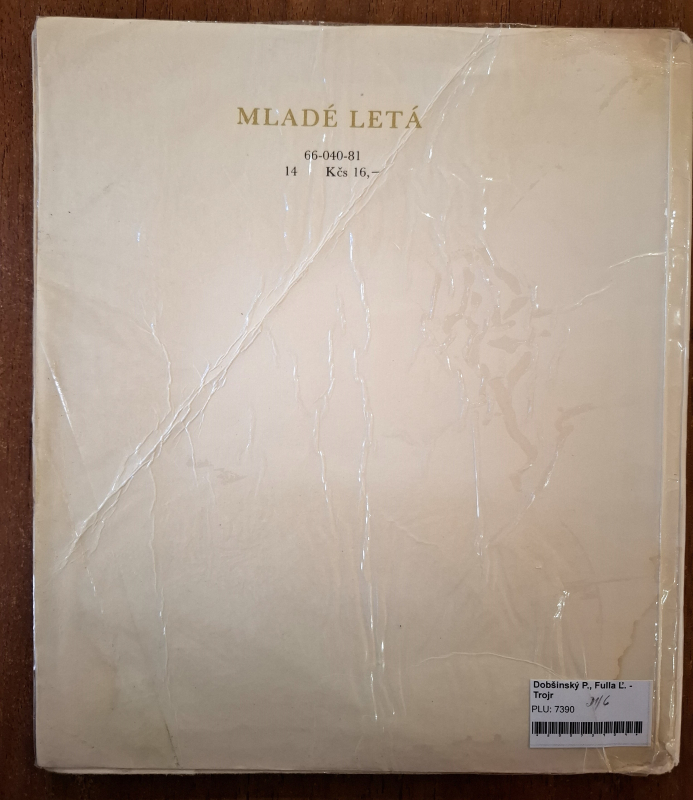 MLADÉ LETÁ
66-040-81
14 Kčs 16,–
Dobšinský P., Fulla Ľ. -
Trojr
PLU: 7390